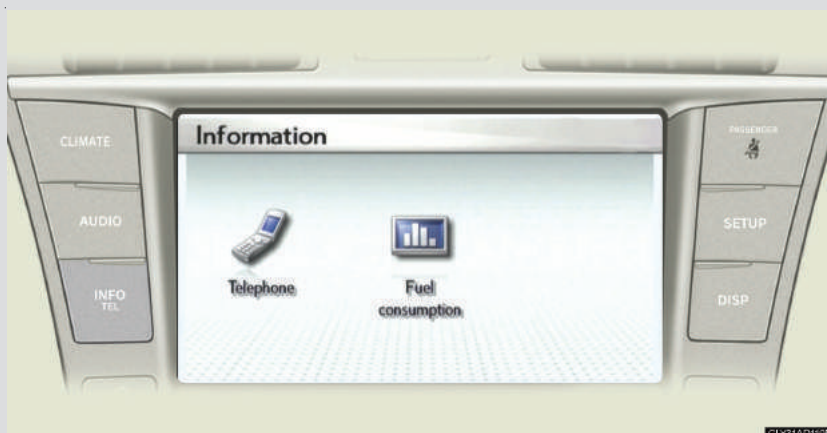 Information
CLIMATE
PASSENGER
AUDIO
SETUP
INFO
TEL
DISP
Telephone
Fuel
consumption